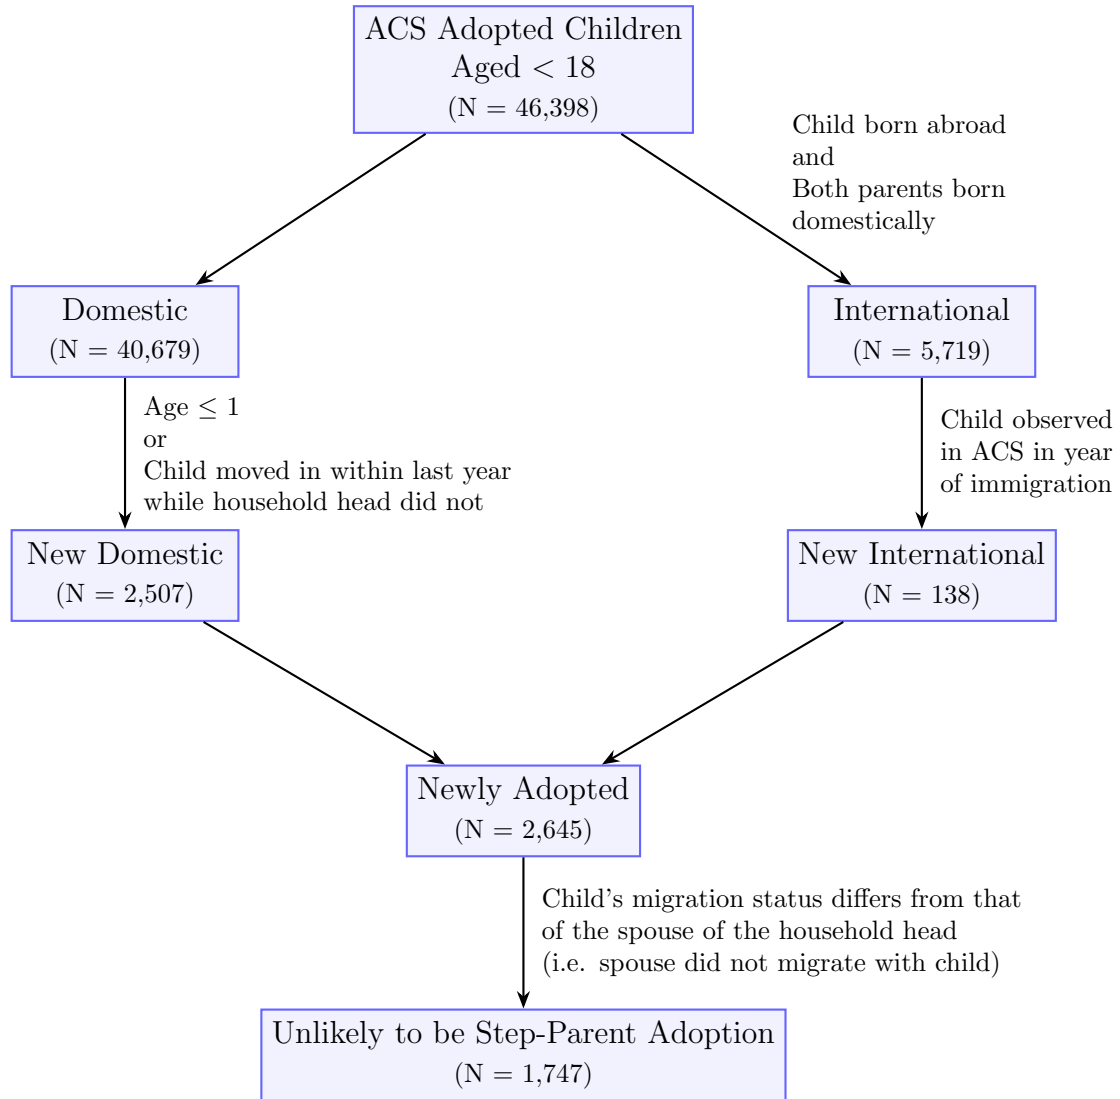 ACS Adopted Children
Aged < 18
(N = 46,398)
Child born abroad
and
Both parents born
domestically
Domestic
(N = 40,679)
International
(N = 5,719)
Age ≤ 1
or
Child moved in within last year
while household head did not
Child observed
in ACS in year
of immigration
New Domestic
(N = 2,507)
New International
(N = 138)
Newly Adopted
(N = 2,645)
Child's migration status differs from that
of the spouse of the household head
(i.e. spouse did not migrate with child)
Unlikely to be Step-Parent Adoption
(N = 1,747)